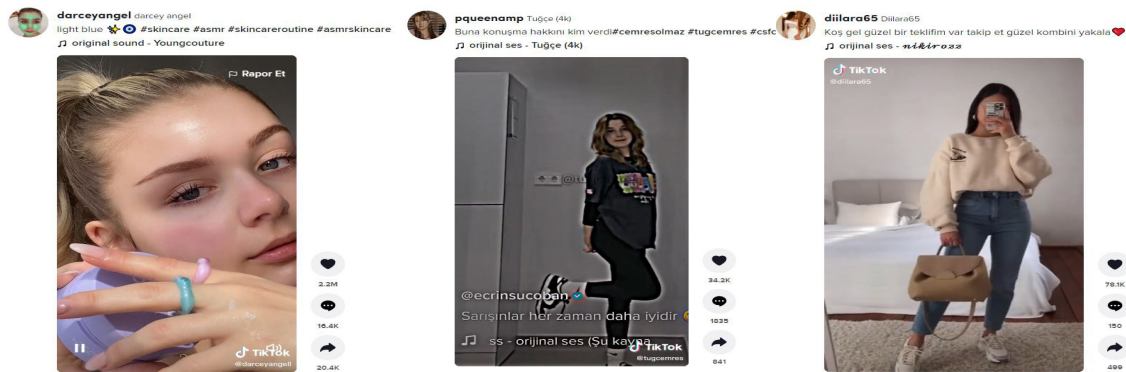 darceyangel darcey angel
light blue ✨🧿 #skincare #asmr #skincareroutine #asmrskincare
♫ original sound - Youngcouture
Rapor Et
2.2M
16.4K
20.4K
TikTok
@darceyangell
pqueenamp Tuğçe (4k)
Buna konuşma hakkını kim verdi#cemresolmaz #tugcemres #csfc
♫ orijinal ses - Tuğçe (4k)
@ecrinsucoban
Sarışınlar her zaman daha iyidir
ss - orijinal ses (Şu kayna
TikTok
@tugcemres
34.2K
1835
841
diilara65 Diilara65
Koş gel güzel bir teklifim var takip et güzel kombini yakala❤️
♫ orijinal ses - 𝓷𝓲𝓴𝓲𝓻𝓸𝔃𝔃
TikTok
@diilara65
78.1K
150
499